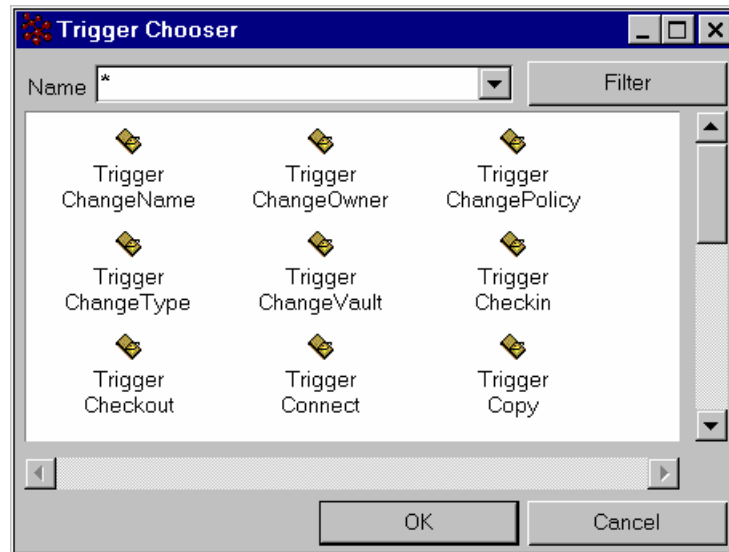 Trigger Chooser
Name * Filter
Trigger Trigger Trigger
ChangeName ChangeOwner ChangePolicy
Trigger Trigger Trigger
ChangeType ChangeVault Checkin
Trigger Trigger Trigger
Checkout Connect Copy
OK Cancel